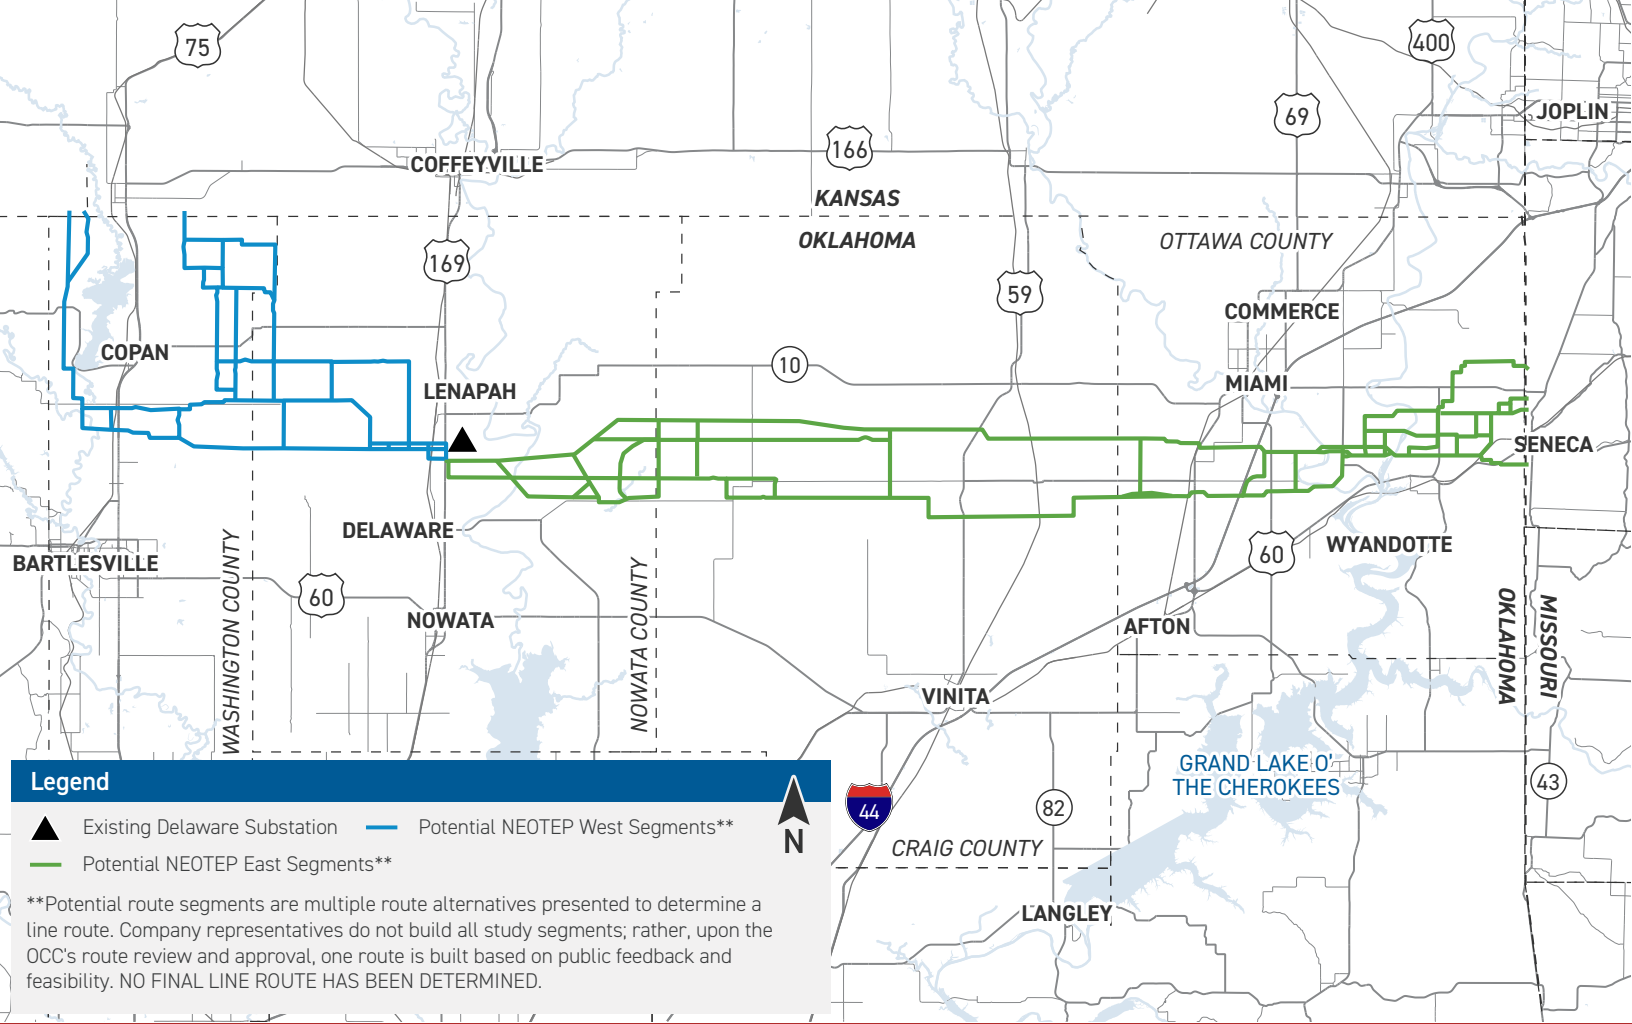 75
400
69
JOPLIN
166
COFFEYVILLE
KANSAS
OKLAHOMA
OTTAWA COUNTY
169
59
COMMERCE
COPAN
10
LENAPAH
MIAMI
SENECA
DELAWARE
WYANDOTTE
BARTLESVILLE
60
60
WASHINGTON COUNTY
NOWATA COUNTY
NOWATA
AFTON
OKLAHOMA
MISSOURI
VINITA
GRAND LAKE O'
THE CHEROKEES
43
44
82
CRAIG COUNTY
LANGLEY
Legend
N
Existing Delaware Substation
Potential NEOTEP West Segments**
Potential NEOTEP East Segments**
**Potential route segments are multiple route alternatives presented to determine a
line route. Company representatives do not build all study segments; rather, upon the
OCC's route review and approval, one route is built based on public feedback and
feasibility. NO FINAL LINE ROUTE HAS BEEN DETERMINED.